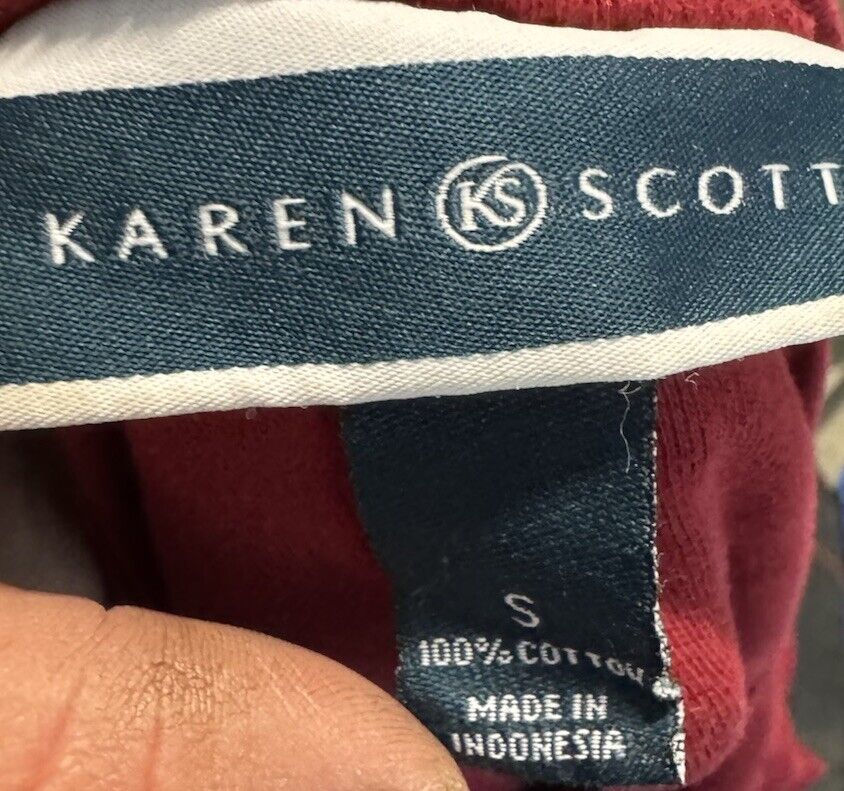 KAREN KS SCOTT
S
100% COTTON
MADE IN
INDONESIA